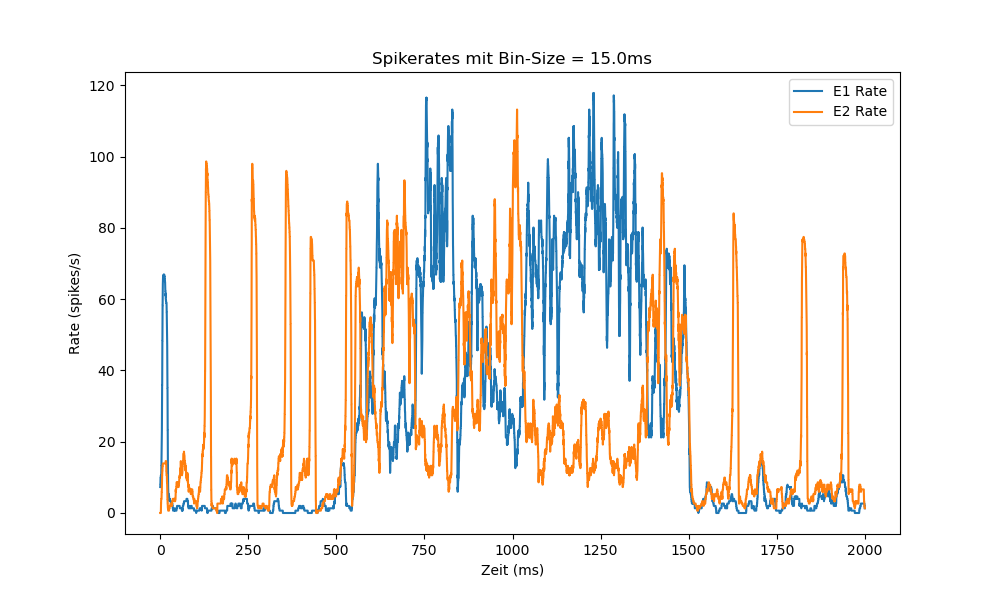 Spikerates mit Bin-Size = 15.0ms
E1 Rate
E2 Rate
Rate (spikes/s)
120
100
80
60
40
20
0
0 250 500 750 1000 1250 1500 1750 2000
Zeit (ms)